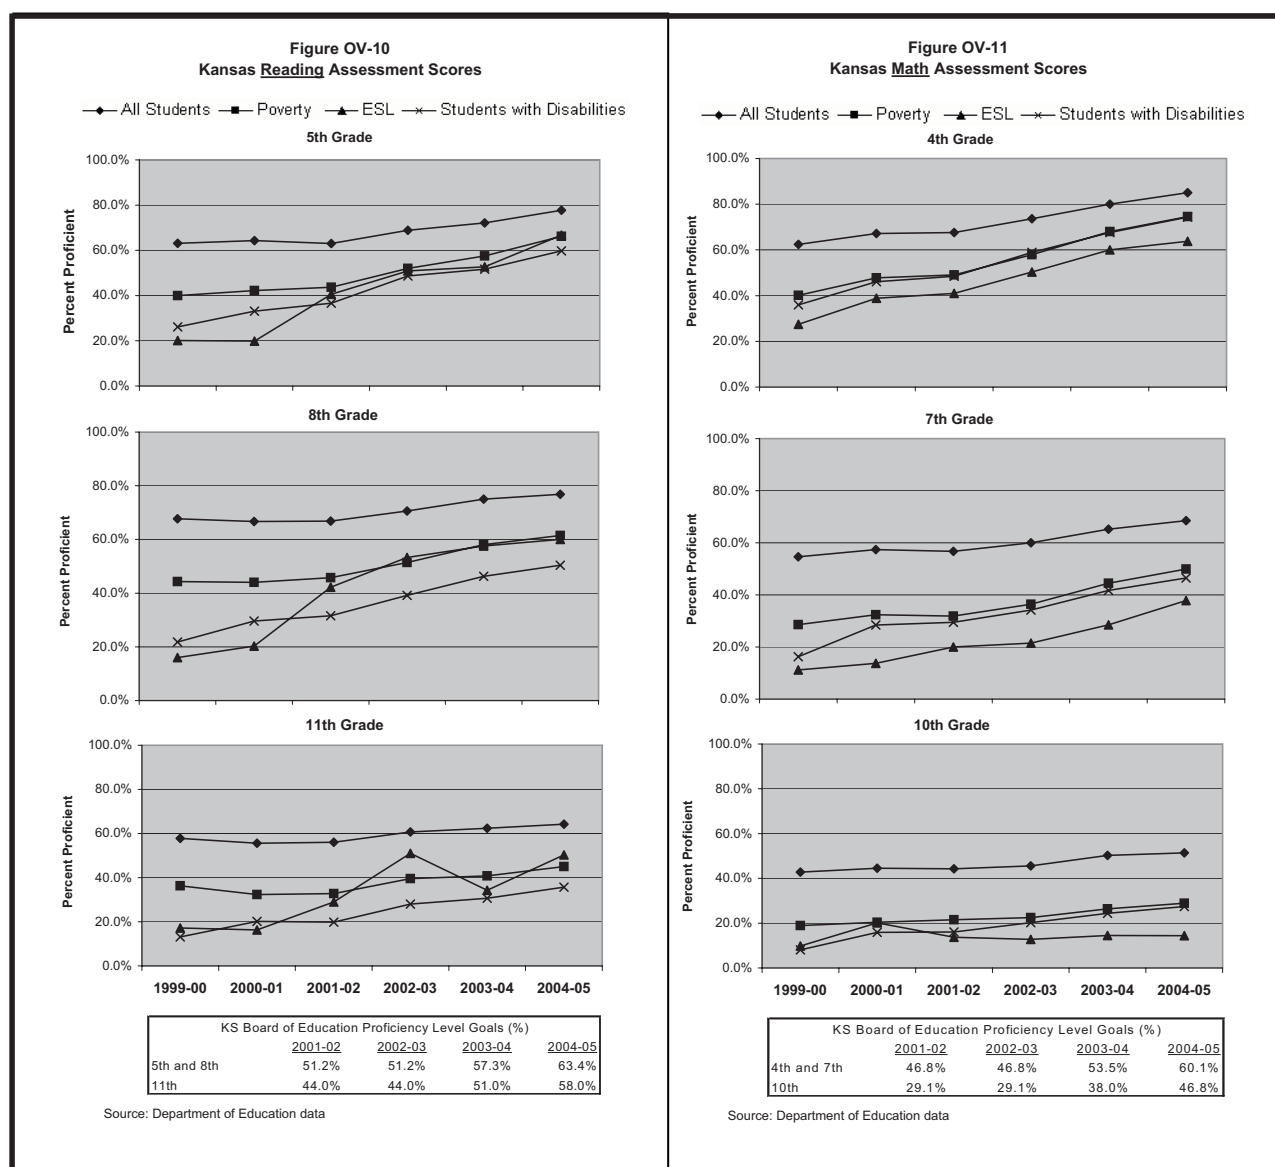 Figure OV-10
Kansas Reading Assessment Scores
All Students Poverty ESL Students with Disabilities
5th Grade
Percent Proficient
100.0%
80.0%
60.0%
40.0%
20.0%
0.0%
8th Grade
Percent Proficient
100.0%
80.0%
60.0%
40.0%
20.0%
0.0%
11th Grade
Percent Proficient
100.0%
80.0%
60.0%
40.0%
20.0%
0.0%
1999-00 2000-01 2001-02 2002-03 2003-04 2004-05
KS Board of Education Proficiency Level Goals (%)
2001-02 2002-03 2003-04 2004-05
5th and 8th 51.2% 51.2% 57.3% 63.4%
11th 44.0% 44.0% 51.0% 58.0%
Source: Department of Education data
Figure OV-11
Kansas Math Assessment Scores
All Students Poverty ESL Students with Disabilities
4th Grade
Percent Proficient
100.0%
80.0%
60.0%
40.0%
20.0%
0.0%
7th Grade
Percent Proficient
100.0%
80.0%
60.0%
40.0%
20.0%
0.0%
10th Grade
Percent Proficient
100.0%
80.0%
60.0%
40.0%
20.0%
0.0%
1999-00 2000-01 2001-02 2002-03 2003-04 2004-05
KS Board of Education Proficiency Level Goals (%)
2001-02 2002-03 2003-04 2004-05
4th and 7th 46.8% 46.8% 53.5% 60.1%
10th 29.1% 29.1% 38.0% 46.8%
Source: Department of Education data